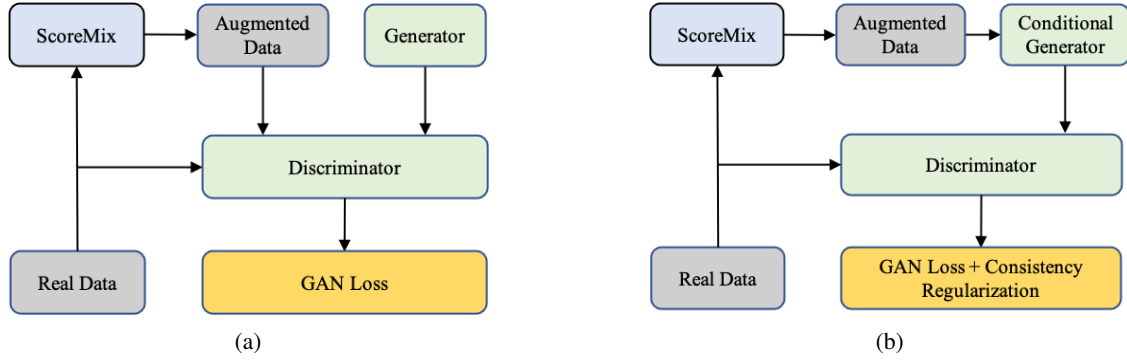 ScoreMix
Augmented
Data
Generator
Discriminator
Real Data
GAN Loss
(a)
ScoreMix
Augmented
Data
Conditional
Generator
Discriminator
Real Data
GAN Loss + Consistency
Regularization
(b)